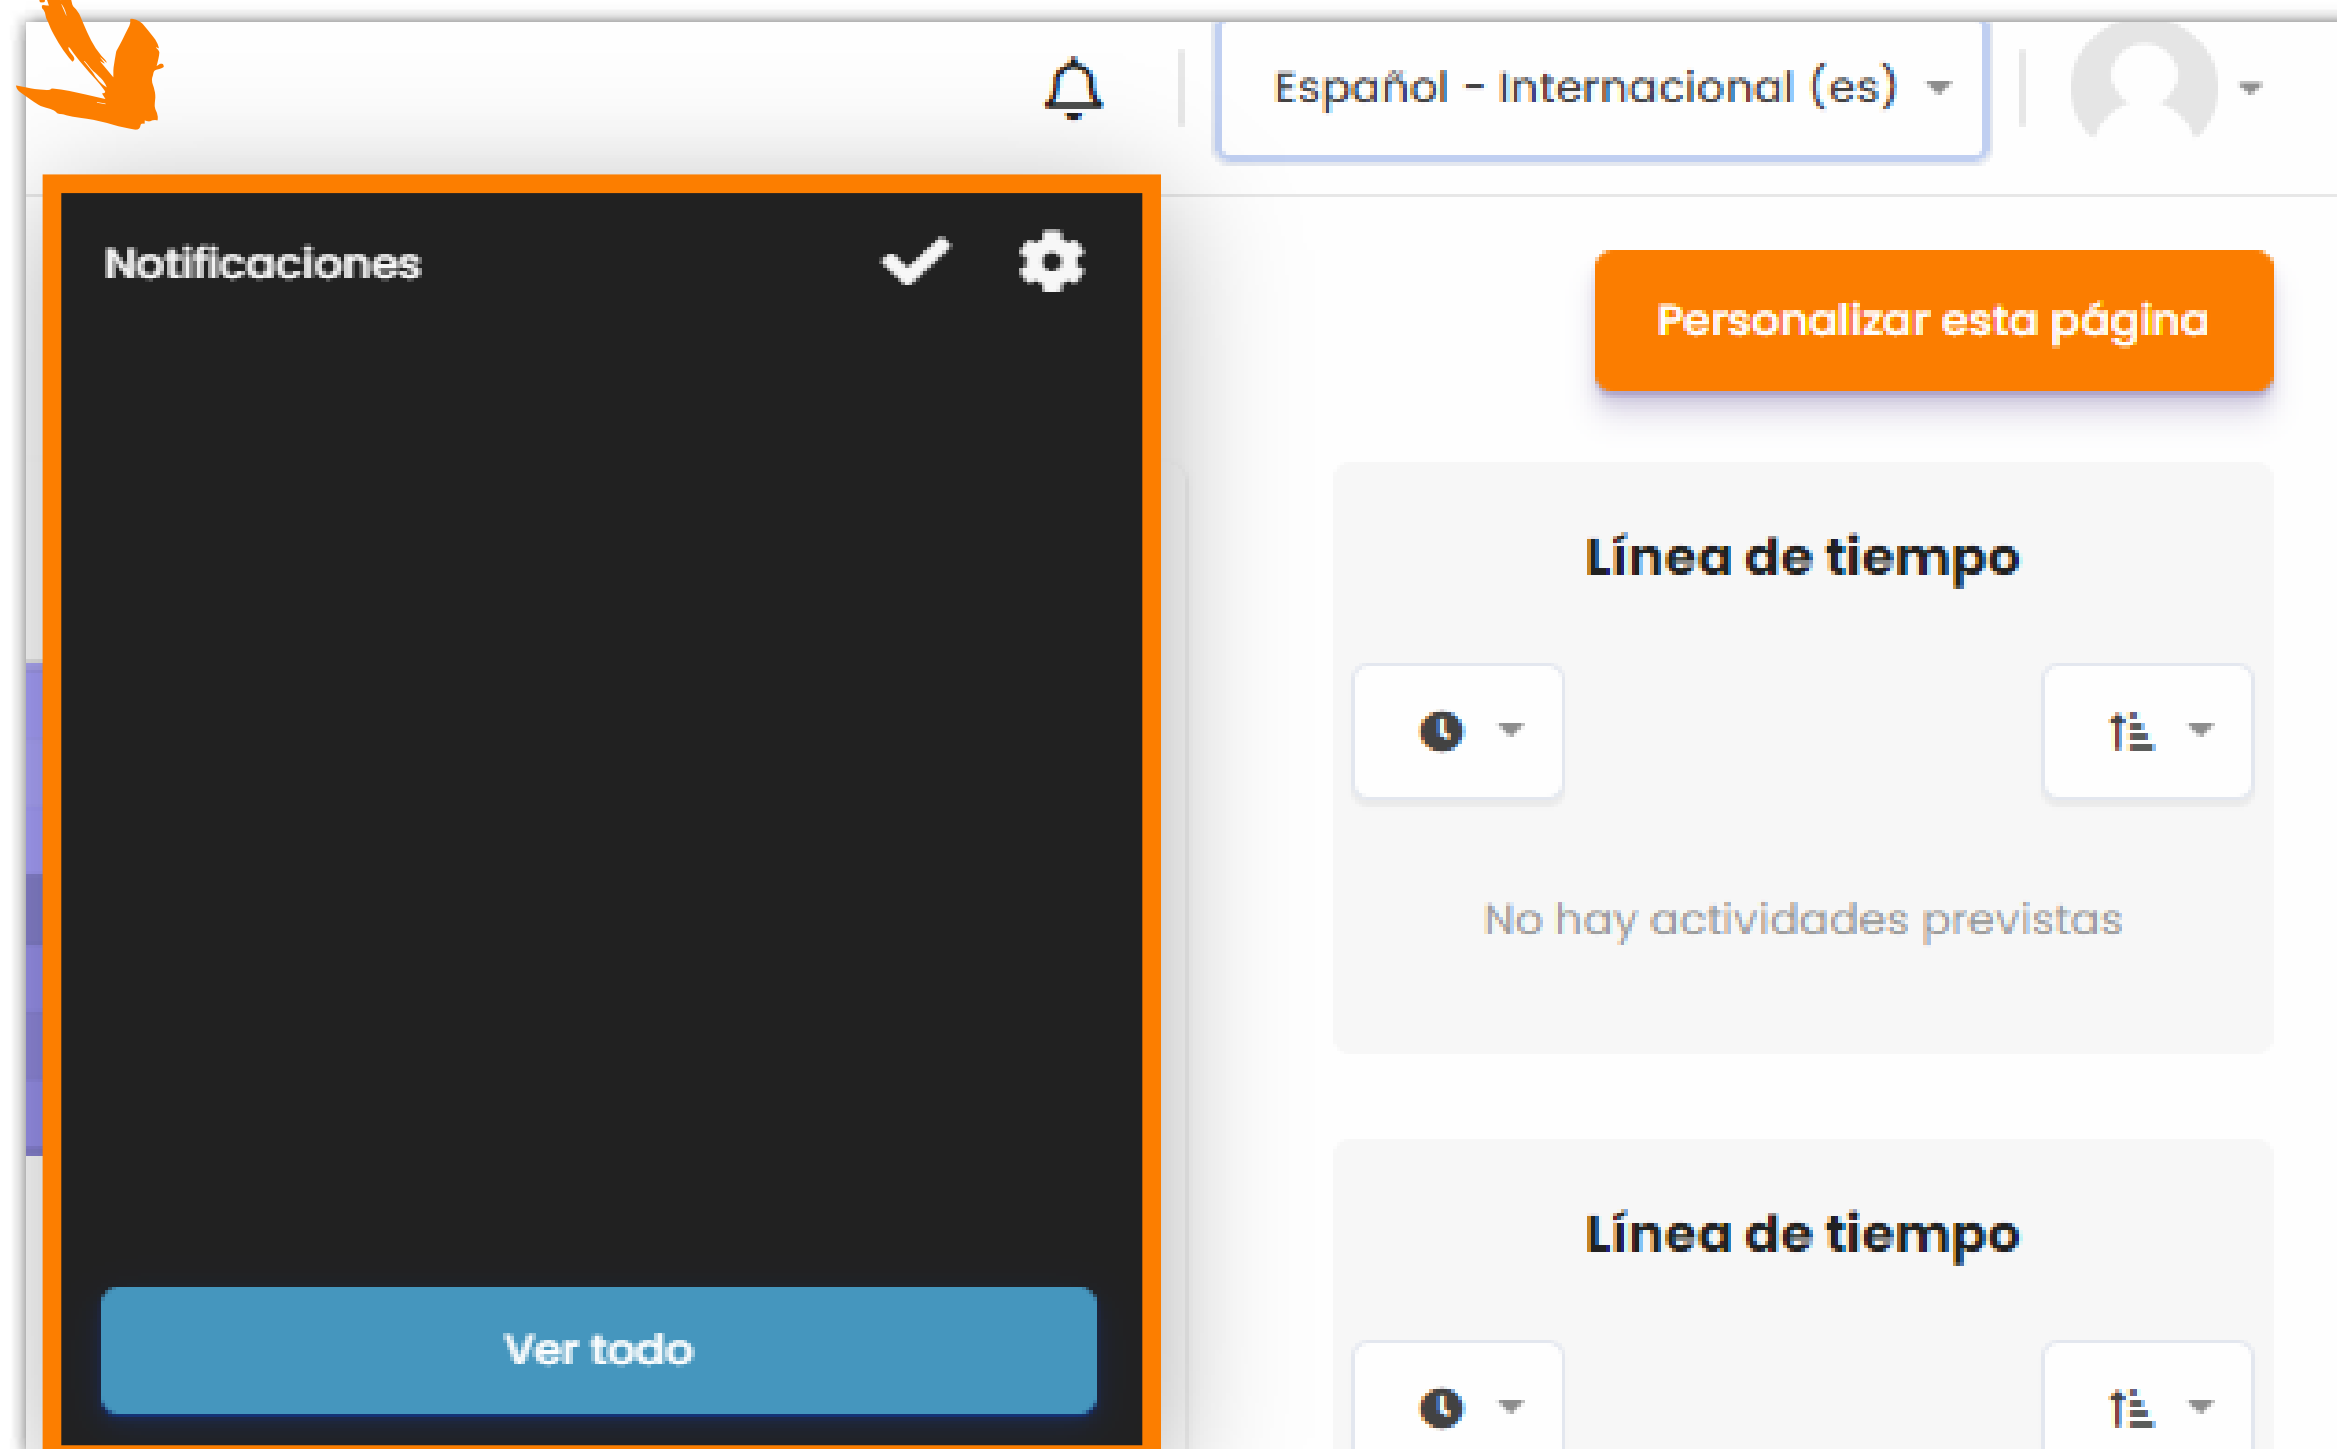 Español - Internacional (es)
Notificaciones
Personalizar esta página
Línea de tiempo
No hay actividades previstas
Línea de tiempo
Ver todo